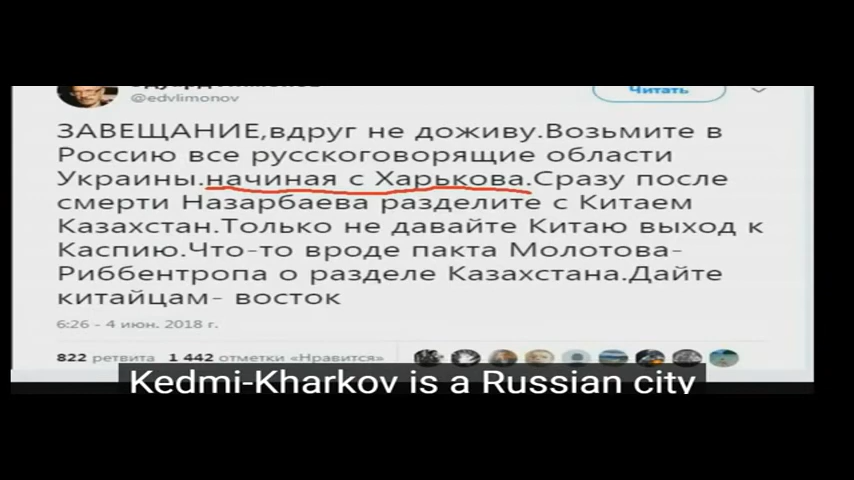 @edvlimonov
Читать
ЗАВЕЩАНИЕ,вдруг не доживу.Возьмите в
Россию все русскоговорящие области
Украины.начиная с Харькова.Сразу после
смерти Назарбаева разделите с Китаем
Казахстан.Только не давайте Китаю выход к
Каспию.Что-то вроде пакта Молотова-
Риббентропа о разделе Казахстана.Дайте
китайцам- восток
6:26 - 4 июн. 2018 г.
822 ретвита 1 442 отметки «Нравится»
Kedmi-Kharkov is a Russian city